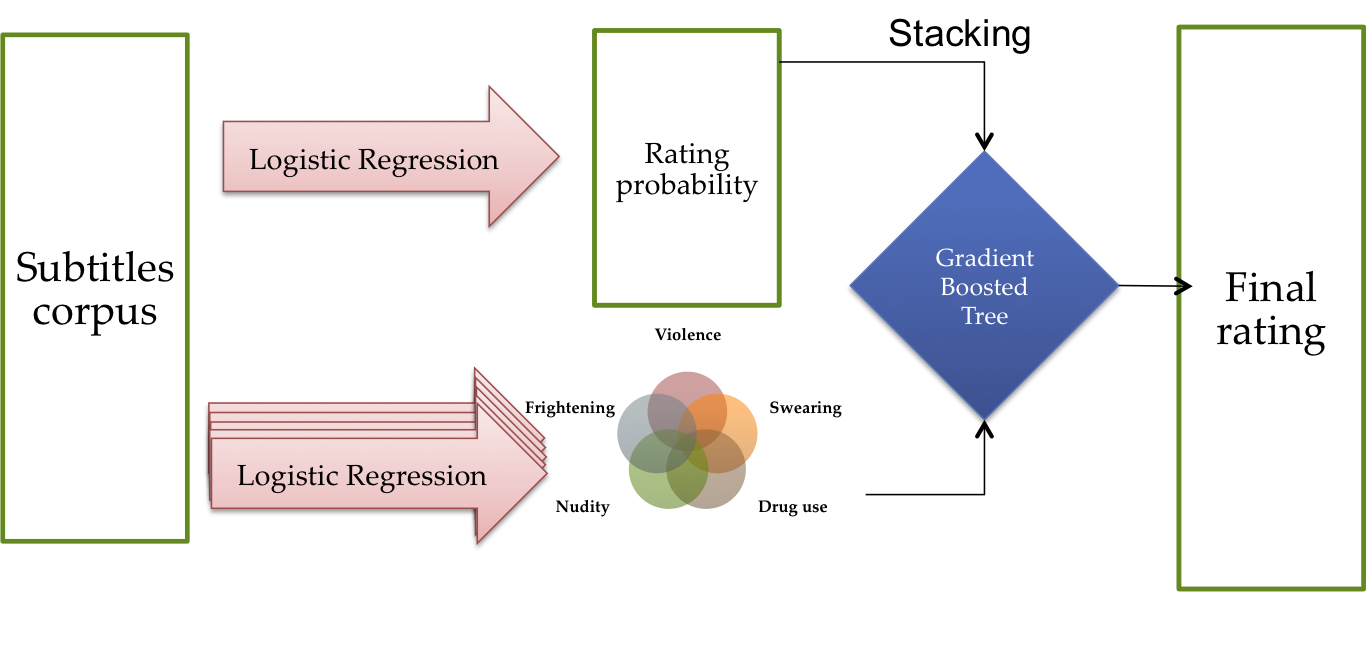 Stacking
Subtitles
corpus
Logistic Regression
Rating
probability
Gradient
Boosted
Tree
Final
rating
Logistic Regression
Violence
Frightening
Swearing
Nudity
Drug use